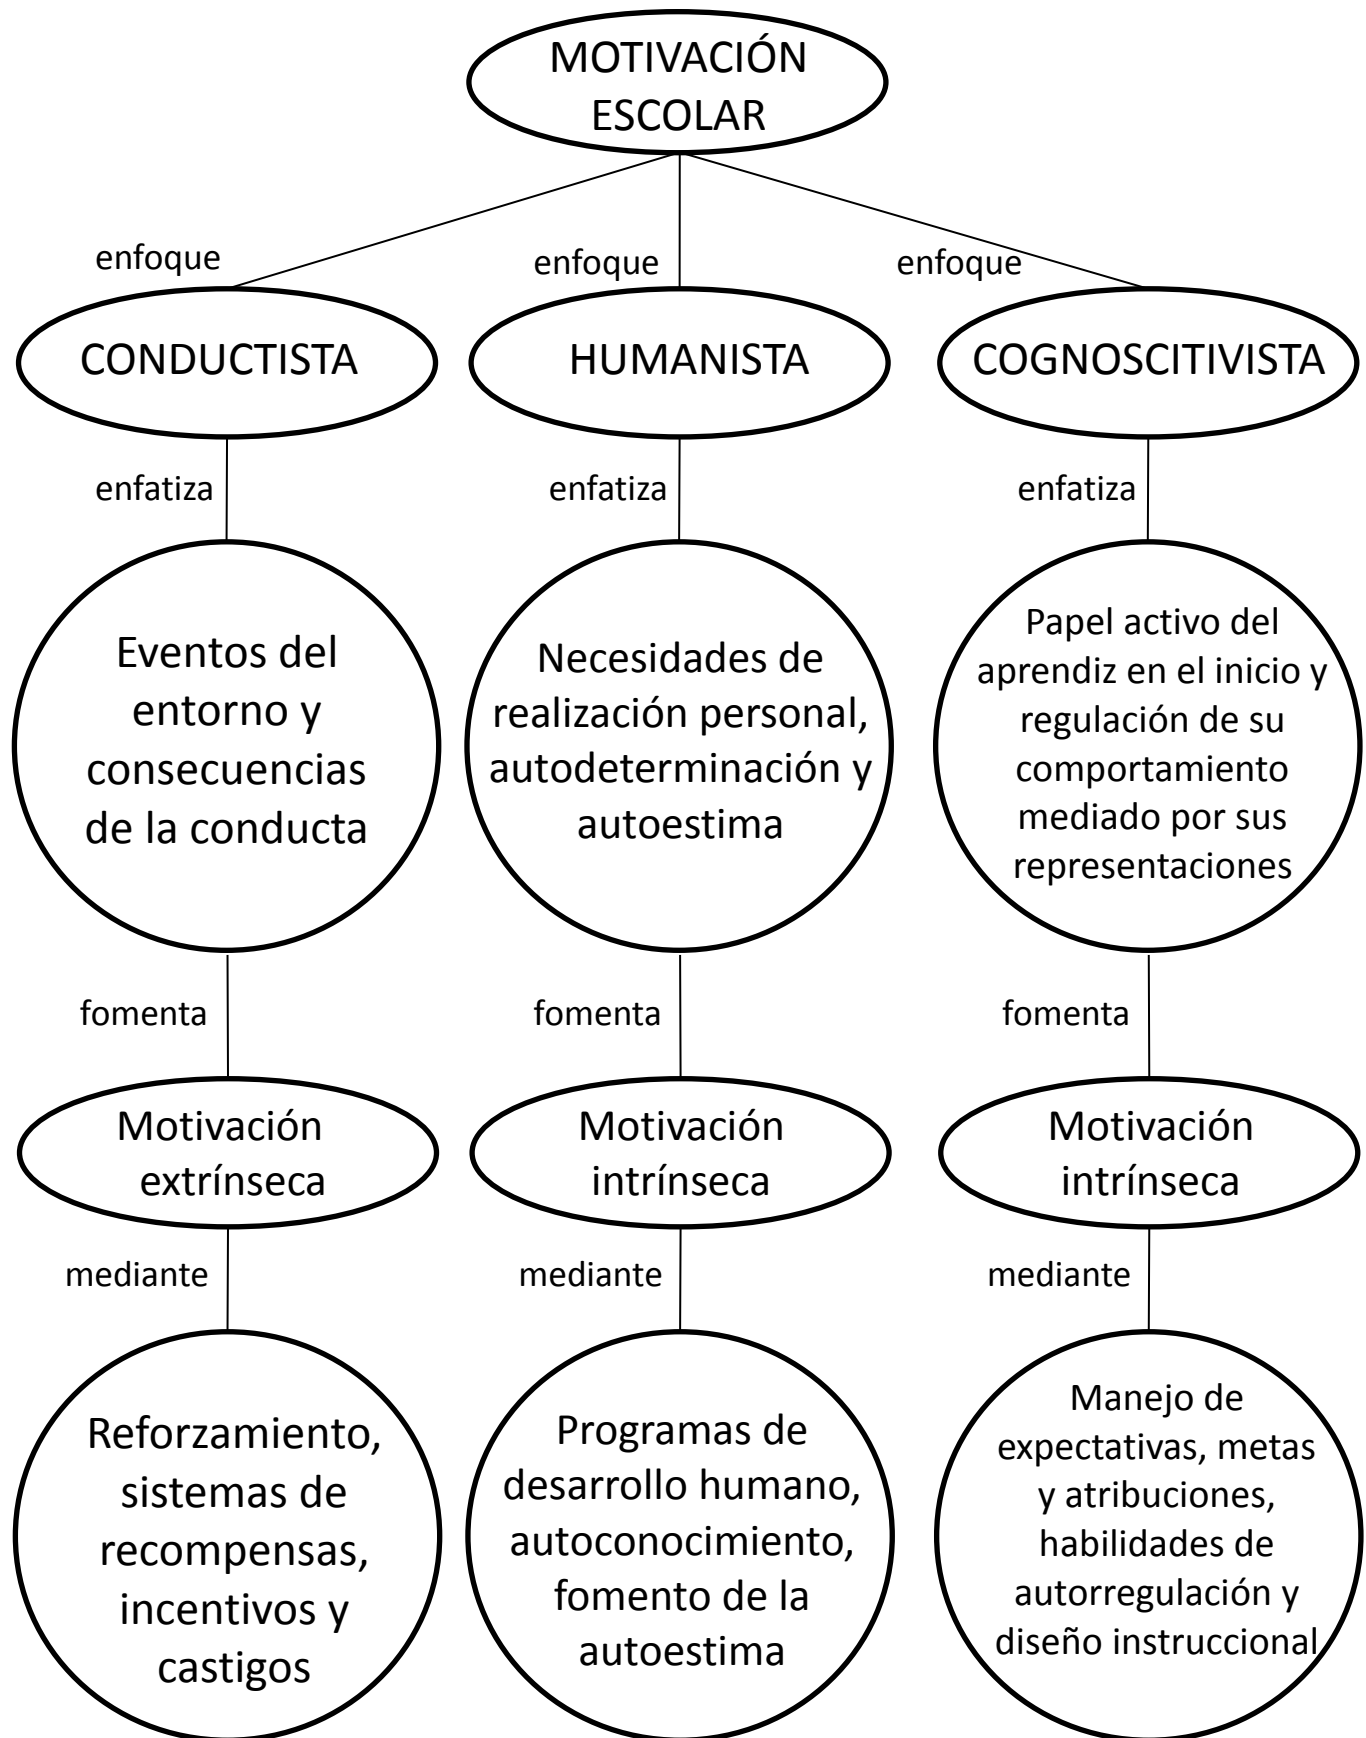 MOTIVACIÓN
ESCOLAR
enfoque
enfoque
enfoque
CONDUCTISTA
HUMANISTA
COGNOSCITIVISTA
enfatiza
enfatiza
enfatiza
Eventos del
entorno y
consecuencias
de la conducta
Necesidades de
realización personal,
autodeterminación y
autoestima
Papel activo del
aprendiz en el inicio y
regulación de su
comportamiento
mediado por sus
representaciones
fomenta
fomenta
fomenta
Motivación
extrínseca
Motivación
intrínseca
Motivación
intrínseca
mediante
mediante
mediante
Reforzamiento,
sistemas de
recompensas,
incentivos y
castigos
Programas de
desarrollo humano,
autoconocimiento,
fomento de la
autoestima
Manejo de
expectativas, metas
y atribuciones,
habilidades de
autorregulación y
diseño instruccional